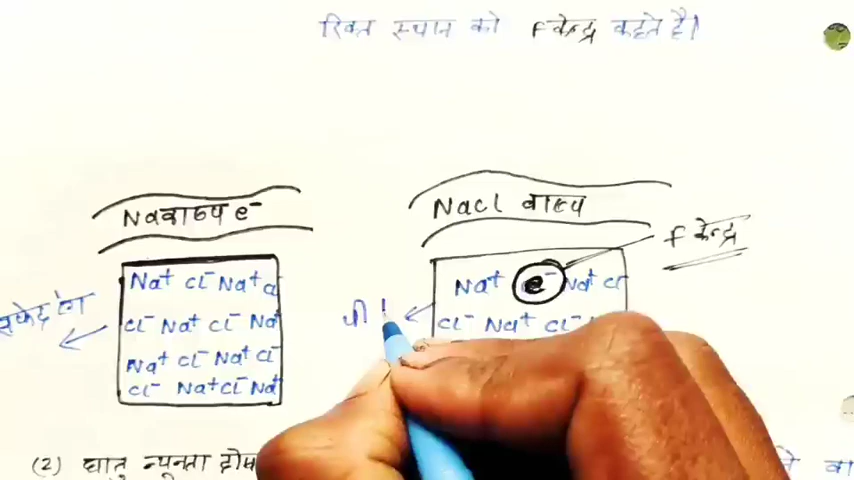 रिक्त स्थान को F केन्द्र कहते है।
Na वाष्प e⁻
NaCl वाष्प
F केन्द्र
Na⁺ Cl⁻ Na⁺ Cl
Na⁺ e⁻ Na⁺ Cl⁻
सफेद रंग
Cl⁻ Na⁺ Cl⁻ Na⁺
पी
Cl⁻ Na⁺ Cl⁻
Na⁺ Cl⁻ Na⁺ Cl⁻
Cl⁻ Na⁺ Cl⁻ Na⁺
(2) धातु न्यूनता दोष